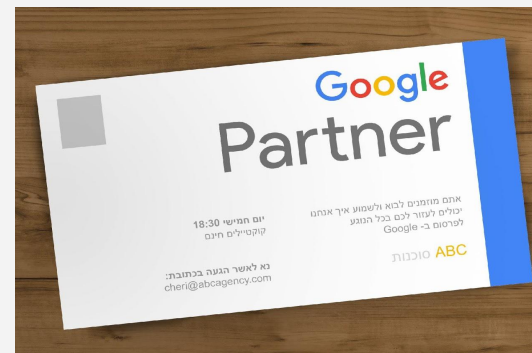 Google
Partner
אתם מוזמנים לבוא ולשמוע איך אנחנו
יכולים לעזור לכם בכל הנוגע
לפרסום ב- Google
ABC סוכנות
יום חמישי 18:30
קוקטיילים חינם
נא לאשר הגעה בכתובת:
cheri@abcagency.com